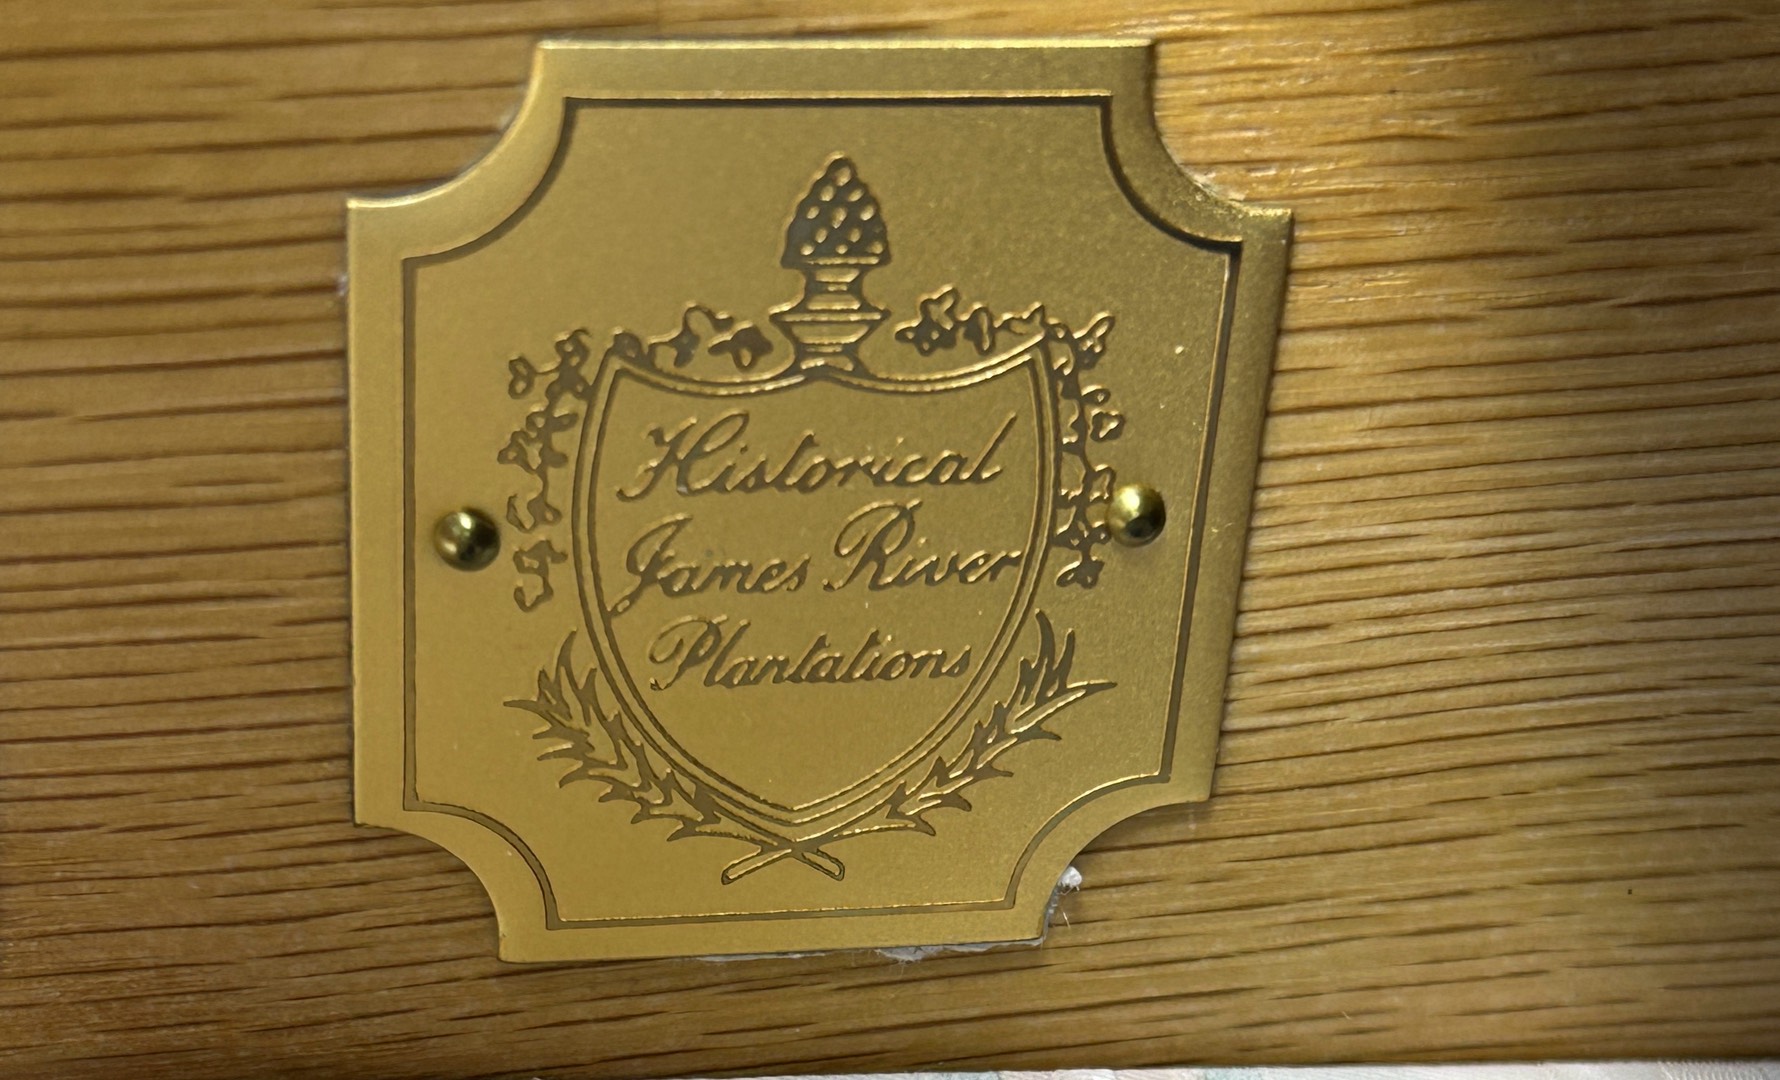 Historical
James River
Plantations